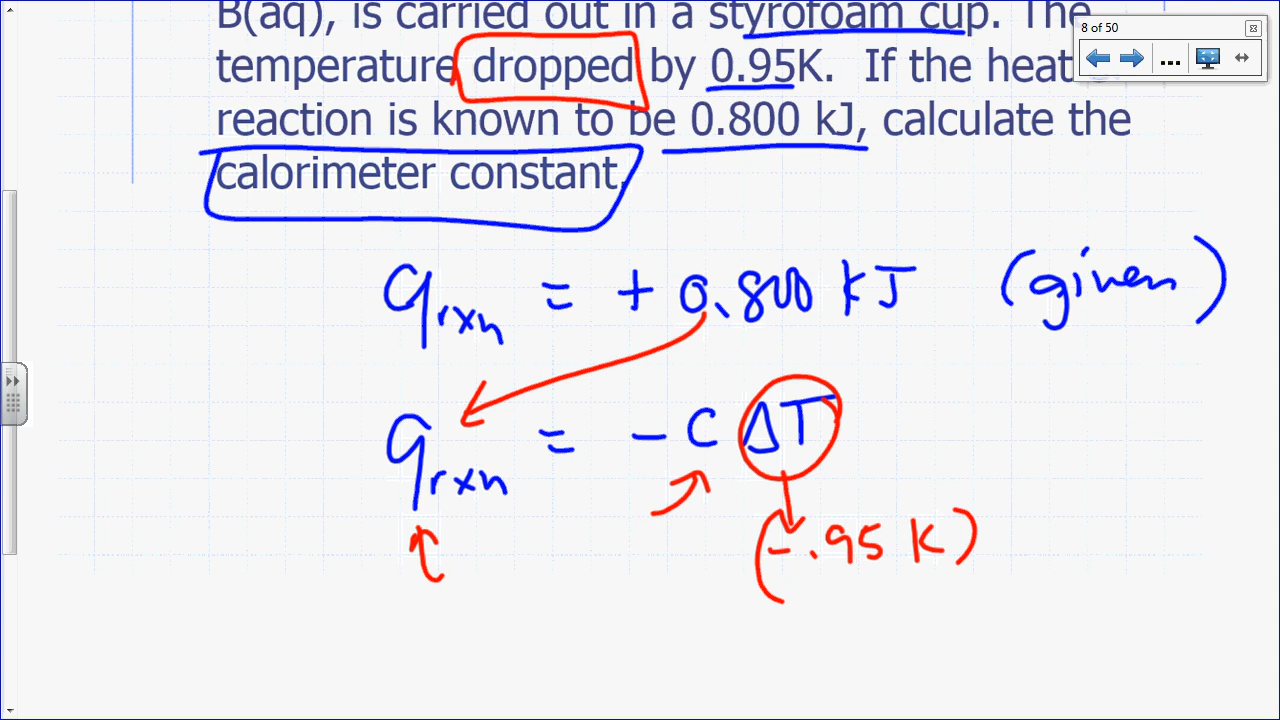 B(aq), is carried out in a styrofoam cup. The
temperature dropped by 0.95K. If the heat
reaction is known to be 0.800 kJ, calculate the
calorimeter constant.
8 of 50
q rxn = + 0.800 kJ (given)
q rxn = - C ΔT
(-.95 K)